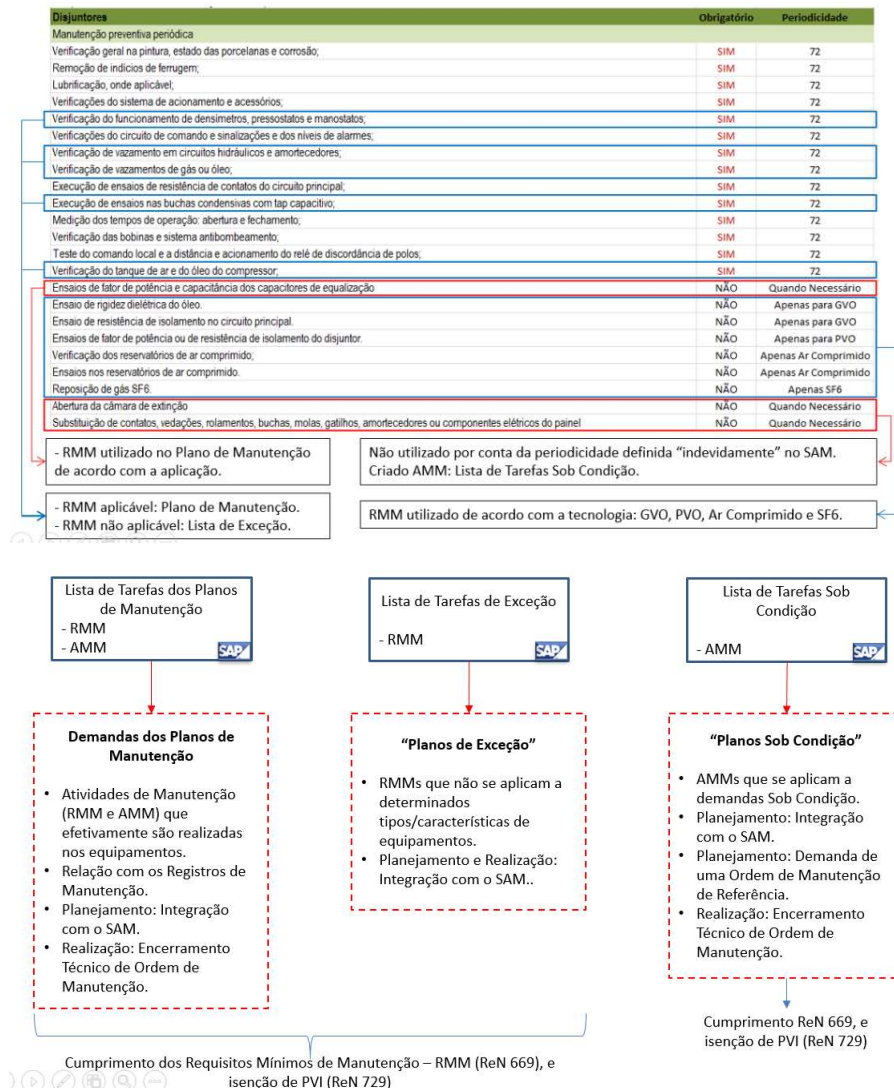 Disjuntores Obrigatório Periodicidade
Manutenção preventiva periódica
Verificação geral na pintura, estado das porcelanas e corrosão; SIM 72
Remoção de indícios de ferrugem; SIM 72
Lubrificação, onde aplicável; SIM 72
Verificações do sistema de acionamento e acessórios; SIM 72
Verificação do funcionamento de densímetros, pressostatos e manostatos; SIM 72
Verificações do circuito de comando e sinalizações e dos níveis de alarmes; SIM 72
Verificação de vazamento em circuitos hidráulicos e amortecedores; SIM 72
Verificação de vazamentos de gás ou óleo; SIM 72
Execução de ensaios de resistência de contatos do circuito principal; SIM 72
Execução de ensaios nas buchas condensivas com tap capacitivo; SIM 72
Medição dos tempos de operação: abertura e fechamento; SIM 72
Verificação das bobinas e sistema antibombeamento; SIM 72
Teste do comando local e a distância e acionamento do relé de discordância de polos; SIM 72
Verificação do tanque de ar e do óleo do compressor; SIM 72
Ensaios de fator de potência e capacitância dos capacitores de equalização NÃO Quando Necessário
Ensaio de rigidez dielétrica do óleo. NÃO Apenas para GVO
Ensaio de resistência de isolamento no circuito principal. NÃO Apenas para GVO
Ensaios de fator de potência ou de resistência de isolamento do disjuntor. NÃO Apenas para PVO
Verificação dos reservatórios de ar comprimido; NÃO Apenas Ar Comprimido
Ensaios nos reservatórios de ar comprimido. NÃO Apenas Ar Comprimido
Reposição de gás SF6. NÃO Apenas SF6
Abertura da câmara de extinção NÃO Quando Necessário
Substituição de contatos, vedações, rolamentos, buchas, molas, gatilhos, amortecedores ou componentes elétricos do painel NÃO Quando Necessário
- RMM utilizado no Plano de Manutenção
de acordo com a aplicação.
Não utilizado por conta da periodicidade definida “indevidamente” no SAM.
Criado AMM: Lista de Tarefas Sob Condição.
- RMM aplicável: Plano de Manutenção.
- RMM não aplicável: Lista de Exceção.
RMM utilizado de acordo com a tecnologia: GVO, PVO, Ar Comprimido e SF6.
Lista de Tarefas dos Planos
de Manutenção
- RMM
- AMM
SAP
Lista de Tarefas de Exceção
- RMM
SAP
Lista de Tarefas Sob
Condição
- AMM
SAP
Demandas dos Planos de
Manutenção
• Atividades de Manutenção
(RMM e AMM) que
efetivamente são realizadas
nos equipamentos.
• Relação com os Registros de
Manutenção.
• Planejamento: Integração
com o SAM.
• Realização: Encerramento
Técnico de Ordem de
Manutenção.
“Planos de Exceção”
• RMMs que não se aplicam a
determinados
tipos/características de
equipamentos.
• Planejamento e Realização:
Integração com o SAM..
“Planos Sob Condição”
• AMMs que se aplicam a
demandas Sob Condição.
• Planejamento: Integração
com o SAM.
• Planejamento: Demanda de
uma Ordem de Manutenção
de Referência.
• Realização: Encerramento
Técnico de Ordem de
Manutenção.
Cumprimento ReN 669, e
isenção de PVI (ReN 729)
Cumprimento dos Requisitos Mínimos de Manutenção – RMM (ReN 669), e
isenção de PVI (ReN 729)